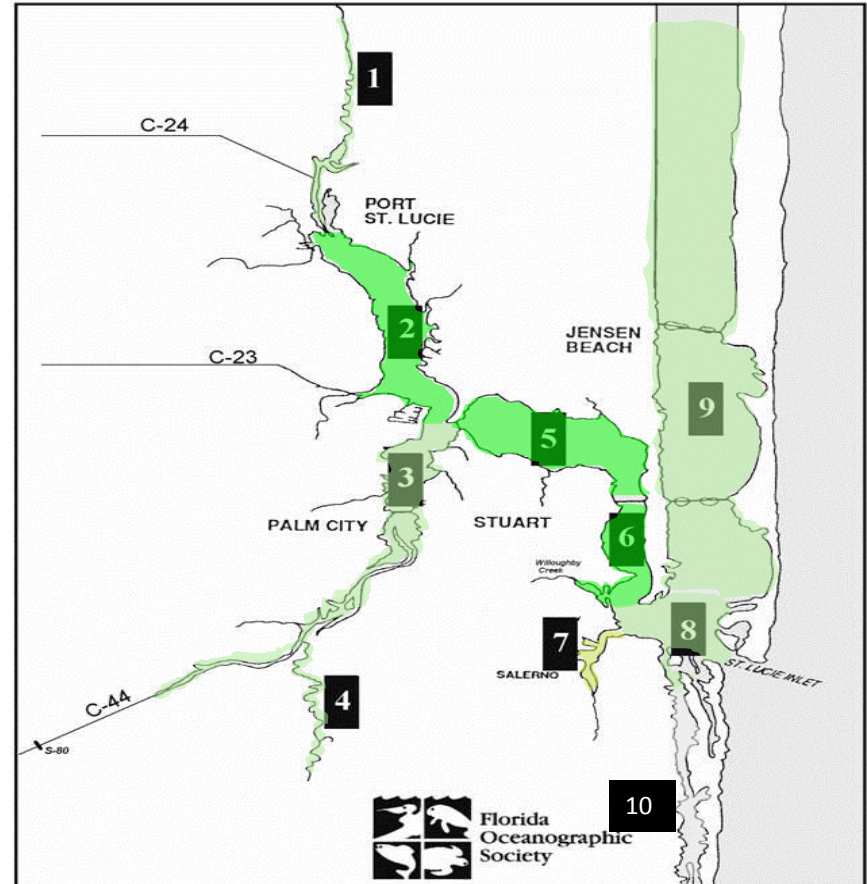 1
C-24
PORT
ST. LUCIE
2
JENSEN
BEACH
C-23
9
5
3
PALM CITY
STUART
6
Willoughby
Creek
7
8
SALERNO
ST. LUCIE INLET
4
C-44
S-80
10
Florida
Oceanographic
Society